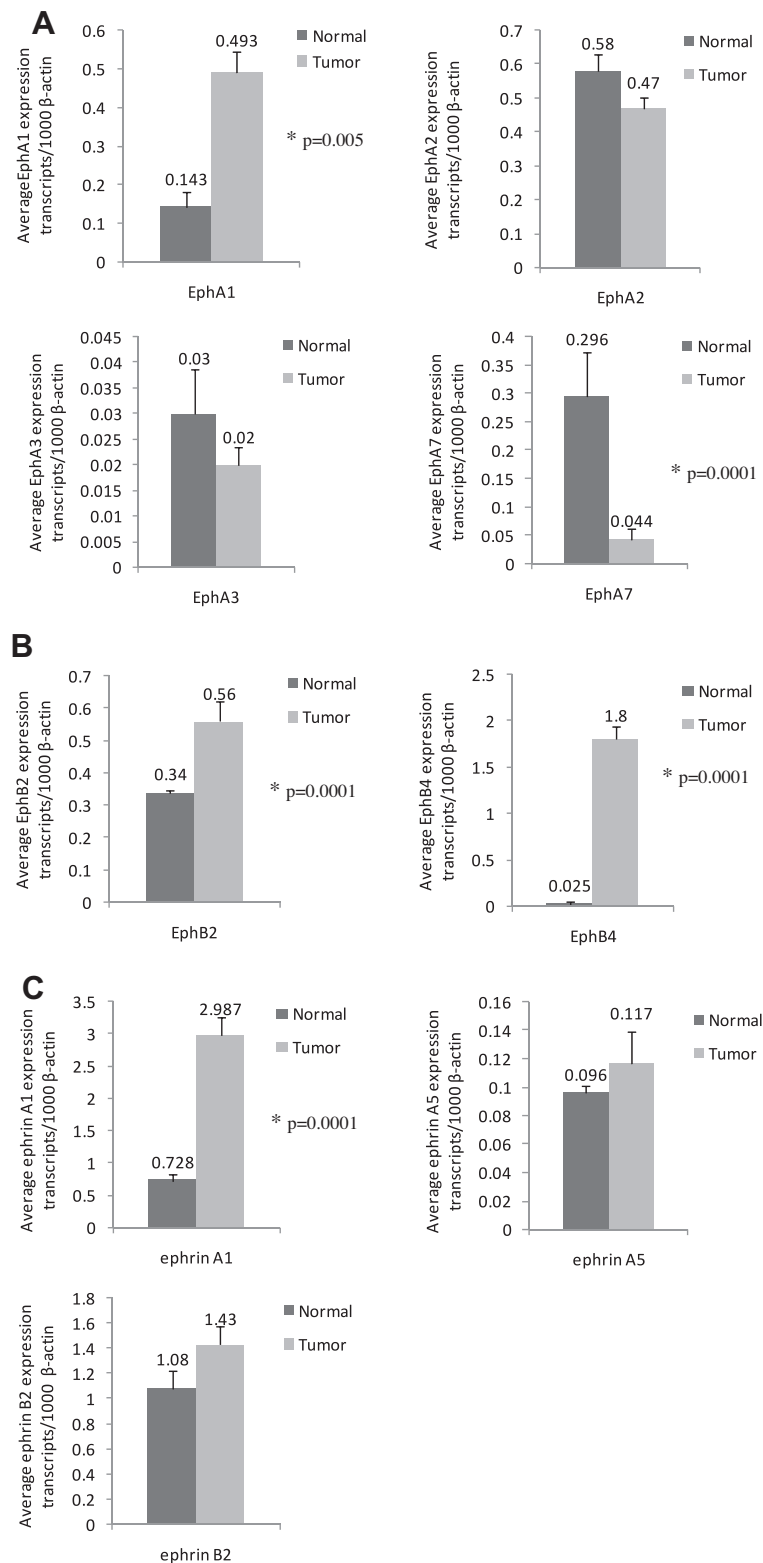 A
AverageEphA1 expression
transcripts/1000 β-actin
0.6
0.5
0.4
0.3
0.2
0.1
0
0.143
0.493
Normal
Tumor
* p=0.005
EphA1
Average EphA2 expression
transcripts/1000 β-actin
0.7
0.6
0.5
0.4
0.3
0.2
0.1
0
0.58
0.47
Normal
Tumor
EphA2
Average EphA3 expression
transcripts/1000 β-actin
0.045
0.04
0.035
0.03
0.025
0.02
0.015
0.01
0.005
0
0.03
0.02
Normal
Tumor
EphA3
Average EphA7 expression
transcripts/1000 β-actin
0.4
0.35
0.3
0.25
0.2
0.15
0.1
0.05
0
0.296
0.044
Normal
Tumor
* p=0.0001
EphA7
B
Average EphB2 expression
transcripts/1000 β-actin
0.7
0.6
0.5
0.4
0.3
0.2
0.1
0
0.34
0.56
Normal
Tumor
* p=0.0001
EphB2
Average EphB4 expression
transcripts/1000 β-actin
2.5
2
1.5
1
0.5
0
0.025
1.8
Normal
Tumor
* p=0.0001
EphB4
C
Average ephrin A1 expression
transcripts/1000 β-actin
3.5
3
2.5
2
1.5
1
0.5
0
0.728
2.987
Normal
Tumor
* p=0.0001
ephrin A1
Average ephrin A5 expression
transcripts/1000 β-actin
0.16
0.14
0.12
0.1
0.08
0.06
0.04
0.02
0
0.096
0.117
Normal
Tumor
ephrin A5
Average ephrin B2 expression
transcripts/1000 β-actin
1.8
1.6
1.4
1.2
1
0.8
0.6
0.4
0.2
0
1.08
1.43
Normal
Tumor
ephrin B2